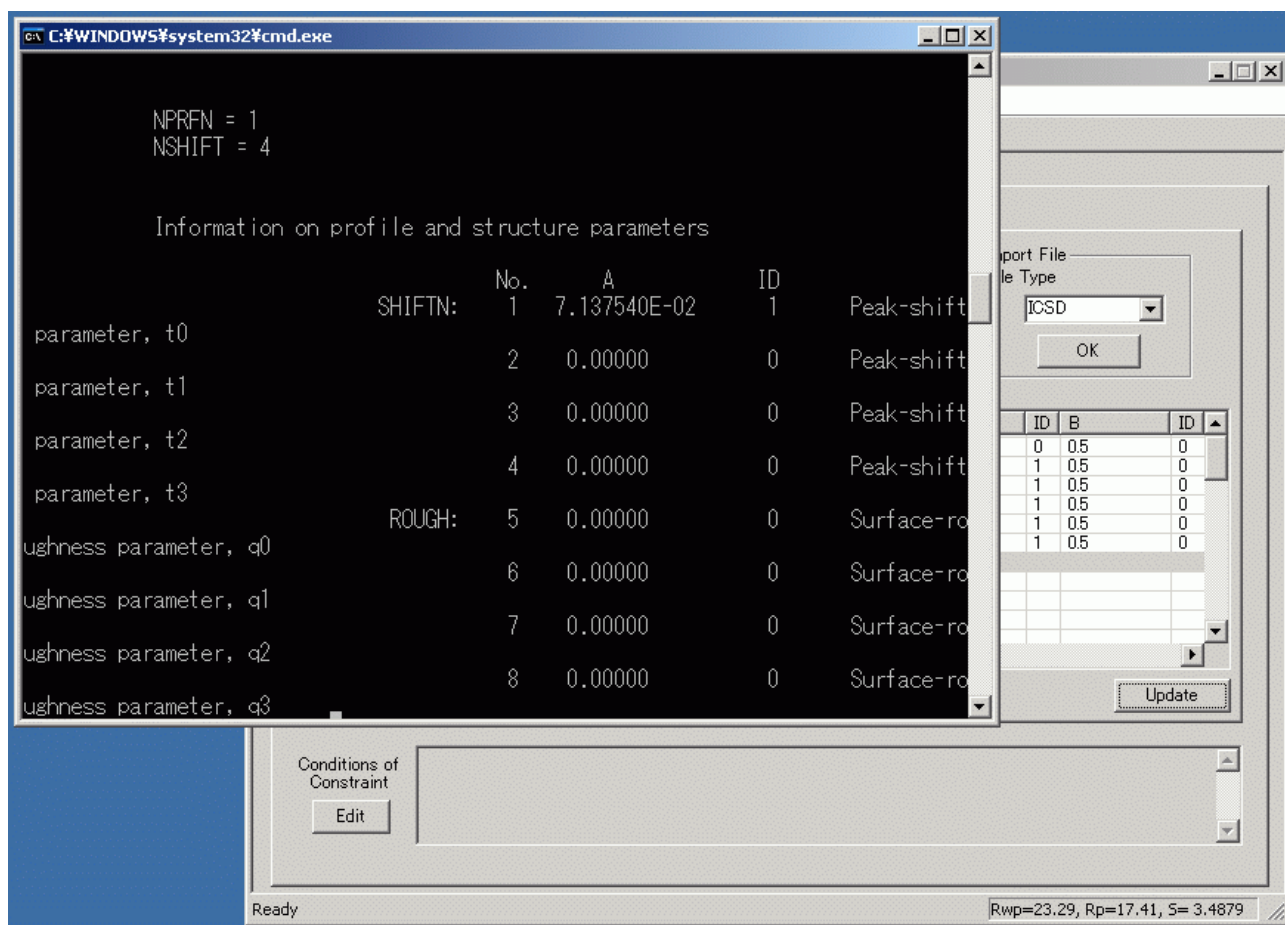 C:¥WINDOWS¥system32¥cmd.exe
NPRFN = 1
NSHIFT = 4
Information on profile and structure parameters
No. A ID
SHIFTN: 1 7.137540E-02 1 Peak-shift
parameter, t0
2 0.00000 0 Peak-shift
parameter, t1
3 0.00000 0 Peak-shift
parameter, t2
4 0.00000 0 Peak-shift
parameter, t3
ROUGH: 5 0.00000 0 Surface-ro
ughness parameter, q0
6 0.00000 0 Surface-ro
ughness parameter, q1
7 0.00000 0 Surface-ro
ughness parameter, q2
8 0.00000 0 Surface-ro
ughness parameter, q3
port File
le Type
ICSD
OK
ID B ID
0 0.5 0
1 0.5 0
1 0.5 0
1 0.5 0
1 0.5 0
1 0.5 0
Update
Conditions of
Constraint
Edit
Ready
Rwp=23.29, Rp=17.41, S= 3.4879